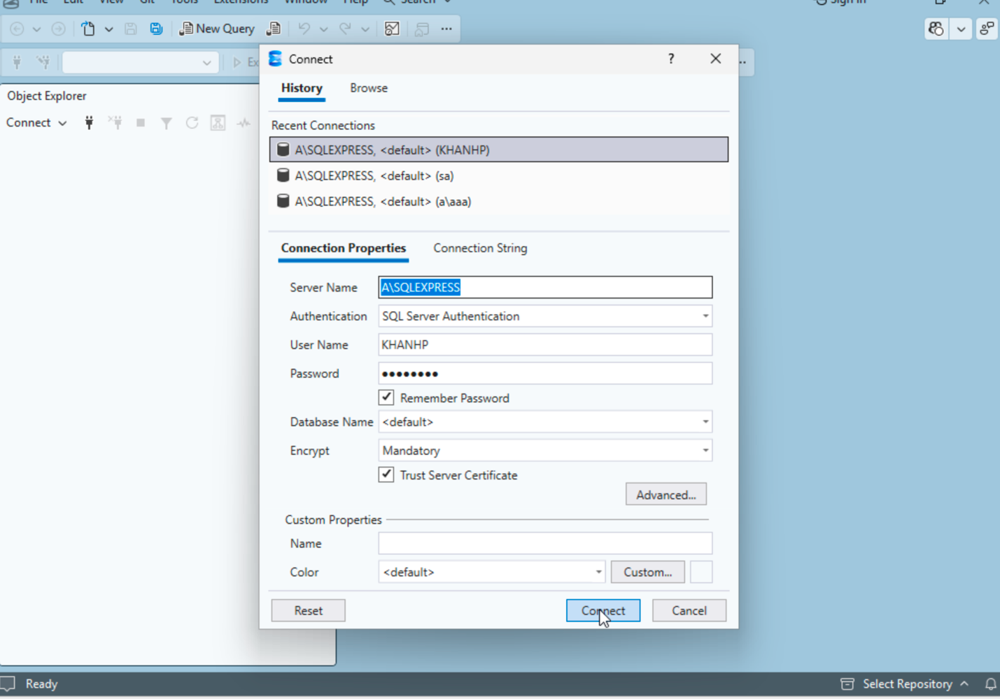 File Edit View Git Tools Extensions Window Help Search Sign in
New Query
Ex
Connect
History Browse
Object Explorer
Connect
Recent Connections
A\SQLEXPRESS, <default> (KHANHP)
A\SQLEXPRESS, <default> (sa)
A\SQLEXPRESS, <default> (a\aaa)
Connection Properties Connection String
Server Name A\SQLEXPRESS
Authentication SQL Server Authentication
User Name KHANHP
Password ••••••••
Remember Password
Database Name <default>
Encrypt Mandatory
Trust Server Certificate
Advanced...
Custom Properties
Name
Color <default> Custom...
Reset Connect Cancel
Ready Select Repository